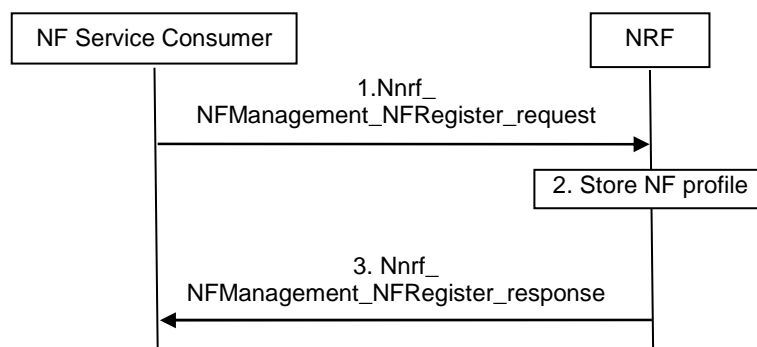 NF Service Consumer
NRF
1.Nnrf_
NFManagement_NFRegister_request
2. Store NF profile
3. Nnrf_
NFManagement_NFRegister_response